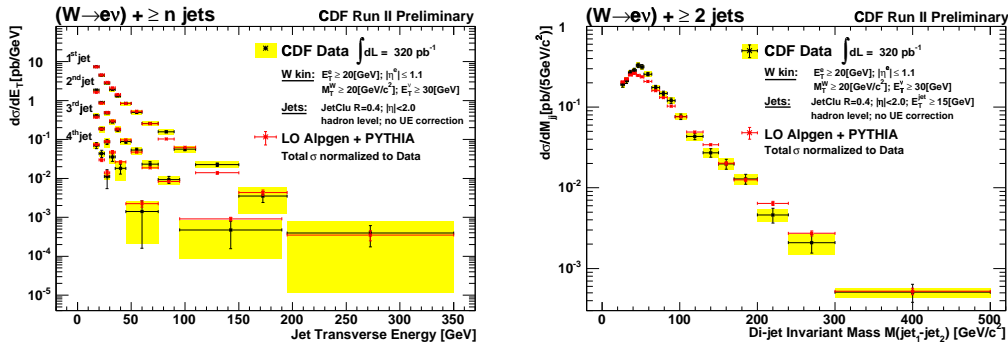 (W→eν) + ≥ n jets
CDF Run II Preliminary
CDF Data ∫dL = 320 pb⁻¹
W kin: E_T^e ≥ 20[GeV]; |η^e| ≤ 1.1
M_T^W ≥ 20[GeV/c²]; E_T^ν ≥ 30[GeV]
Jets: JetClu R=0.4; |η|<2.0
hadron level; no UE correction
LO Alpgen + PYTHIA
Total σ normalized to Data
1st jet
2nd jet
3rd jet
4th jet
dσ/dE_T [pb/GeV]
10²
10
1
10⁻¹
10⁻²
10⁻³
10⁻⁴
10⁻⁵
0 50 100 150 200 250 300 350
Jet Transverse Energy [GeV]
(W→eν) + ≥ 2 jets
CDF Run II Preliminary
CDF Data ∫dL = 320 pb⁻¹
W kin: E_T^e ≥ 20[GeV]; |η^e| ≤ 1.1
M_T^W ≥ 20[GeV/c²]; E_T^ν ≥ 30[GeV]
Jets: JetClu R=0.4; |η|<2.0; E_T^jet ≥ 15[GeV]
hadron level; no UE correction
LO Alpgen + PYTHIA
Total σ normalized to Data
dσ/dM_jj [pb/(5GeV/c²)]
1
10⁻¹
10⁻²
10⁻³
0 100 200 300 400 500
Di-jet Invariant Mass M(jet₁-jet₂) [GeV/c²]